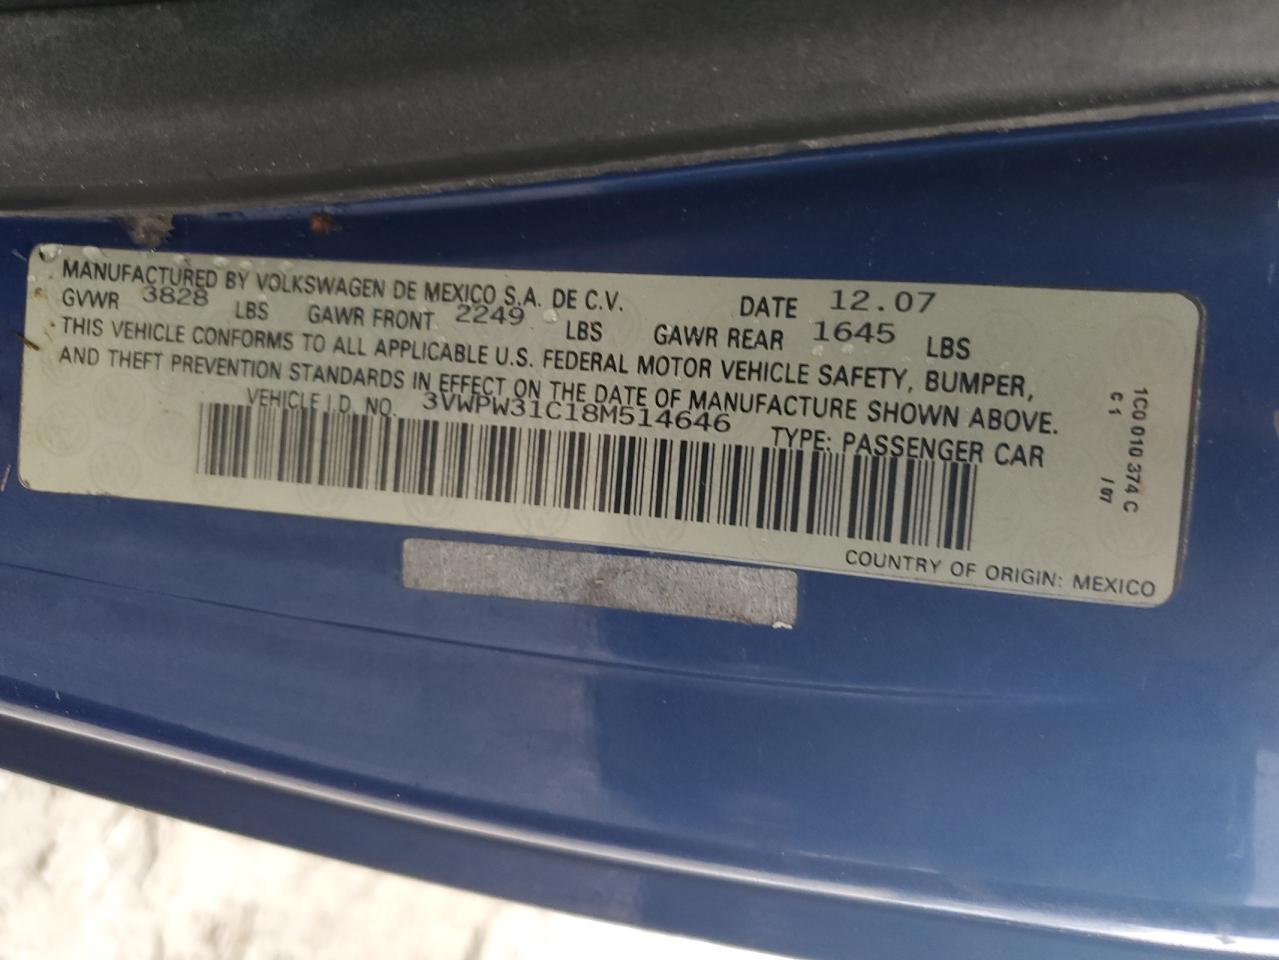 MANUFACTURED BY VOLKSWAGEN DE MEXICO S.A. DE C.V. DATE 12.07
GVWR 3828 LBS GAWR FRONT 2249 LBS GAWR REAR 1645 LBS
THIS VEHICLE CONFORMS TO ALL APPLICABLE U.S. FEDERAL MOTOR VEHICLE SAFETY, BUMPER,
AND THEFT PREVENTION STANDARDS IN EFFECT ON THE DATE OF MANUFACTURE SHOWN ABOVE.
VEHICLE I.D. NO. 3VWPW31C18M514646 TYPE: PASSENGER CAR
COUNTRY OF ORIGIN: MEXICO
1C0 010 374 C
C 1 / 07